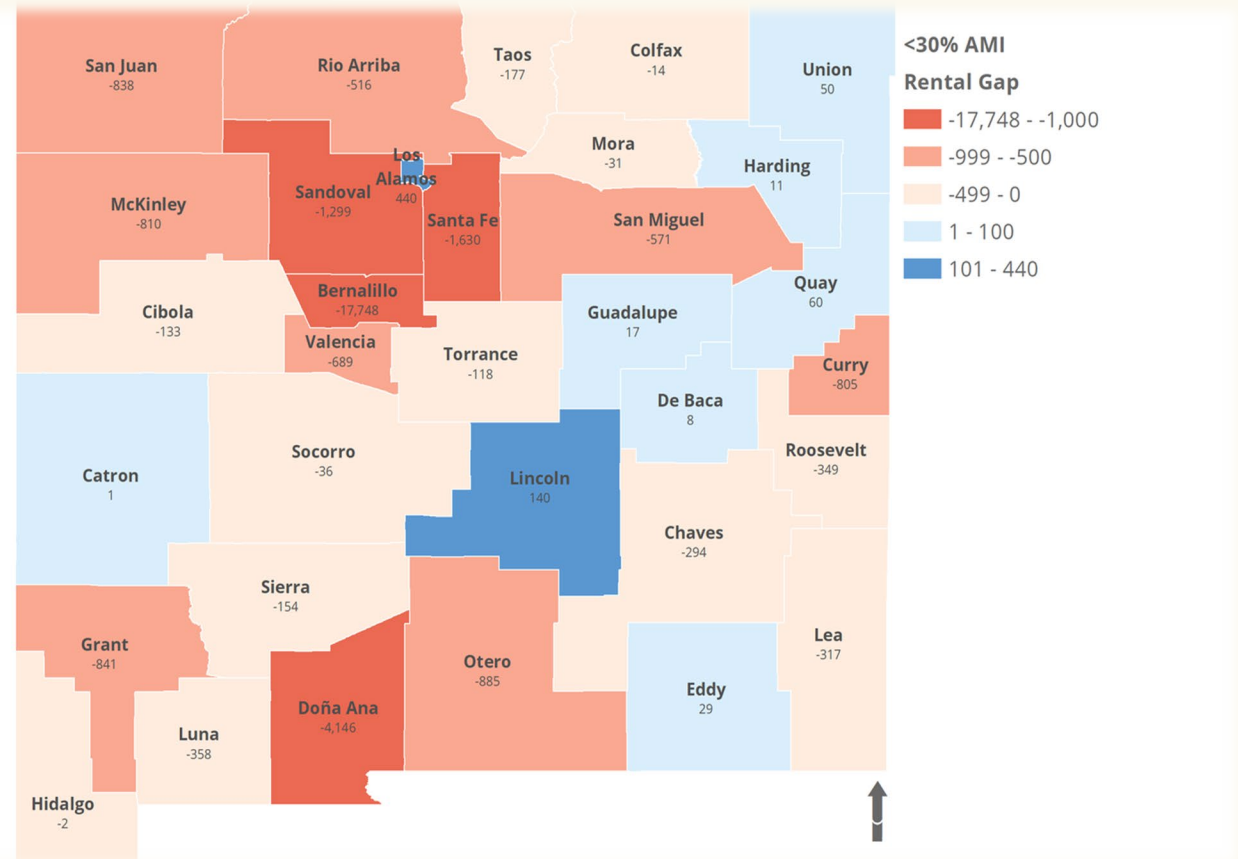 San Juan
-838
Rio Arriba
-516
Taos
-177
Colfax
-14
Union
50
Mora
-31
Harding
11
Los
Alamos
440
Sandoval
-1,299
Santa Fe
-1,630
McKinley
-810
San Miguel
-571
Quay
60
Bernalillo
-17,748
Cibola
-133
Guadalupe
17
Valencia
-689
Torrance
-118
Curry
-805
De Baca
8
Catron
1
Socorro
-36
Lincoln
140
Roosevelt
-349
Chaves
-294
Sierra
-154
Grant
-841
Otero
-885
Lea
-317
Eddy
29
Doña Ana
-4,146
Luna
-358
Hidalgo
-2
<30% AMI
Rental Gap
-17,748 - -1,000
-999 - -500
-499 - 0
1 - 100
101 - 440